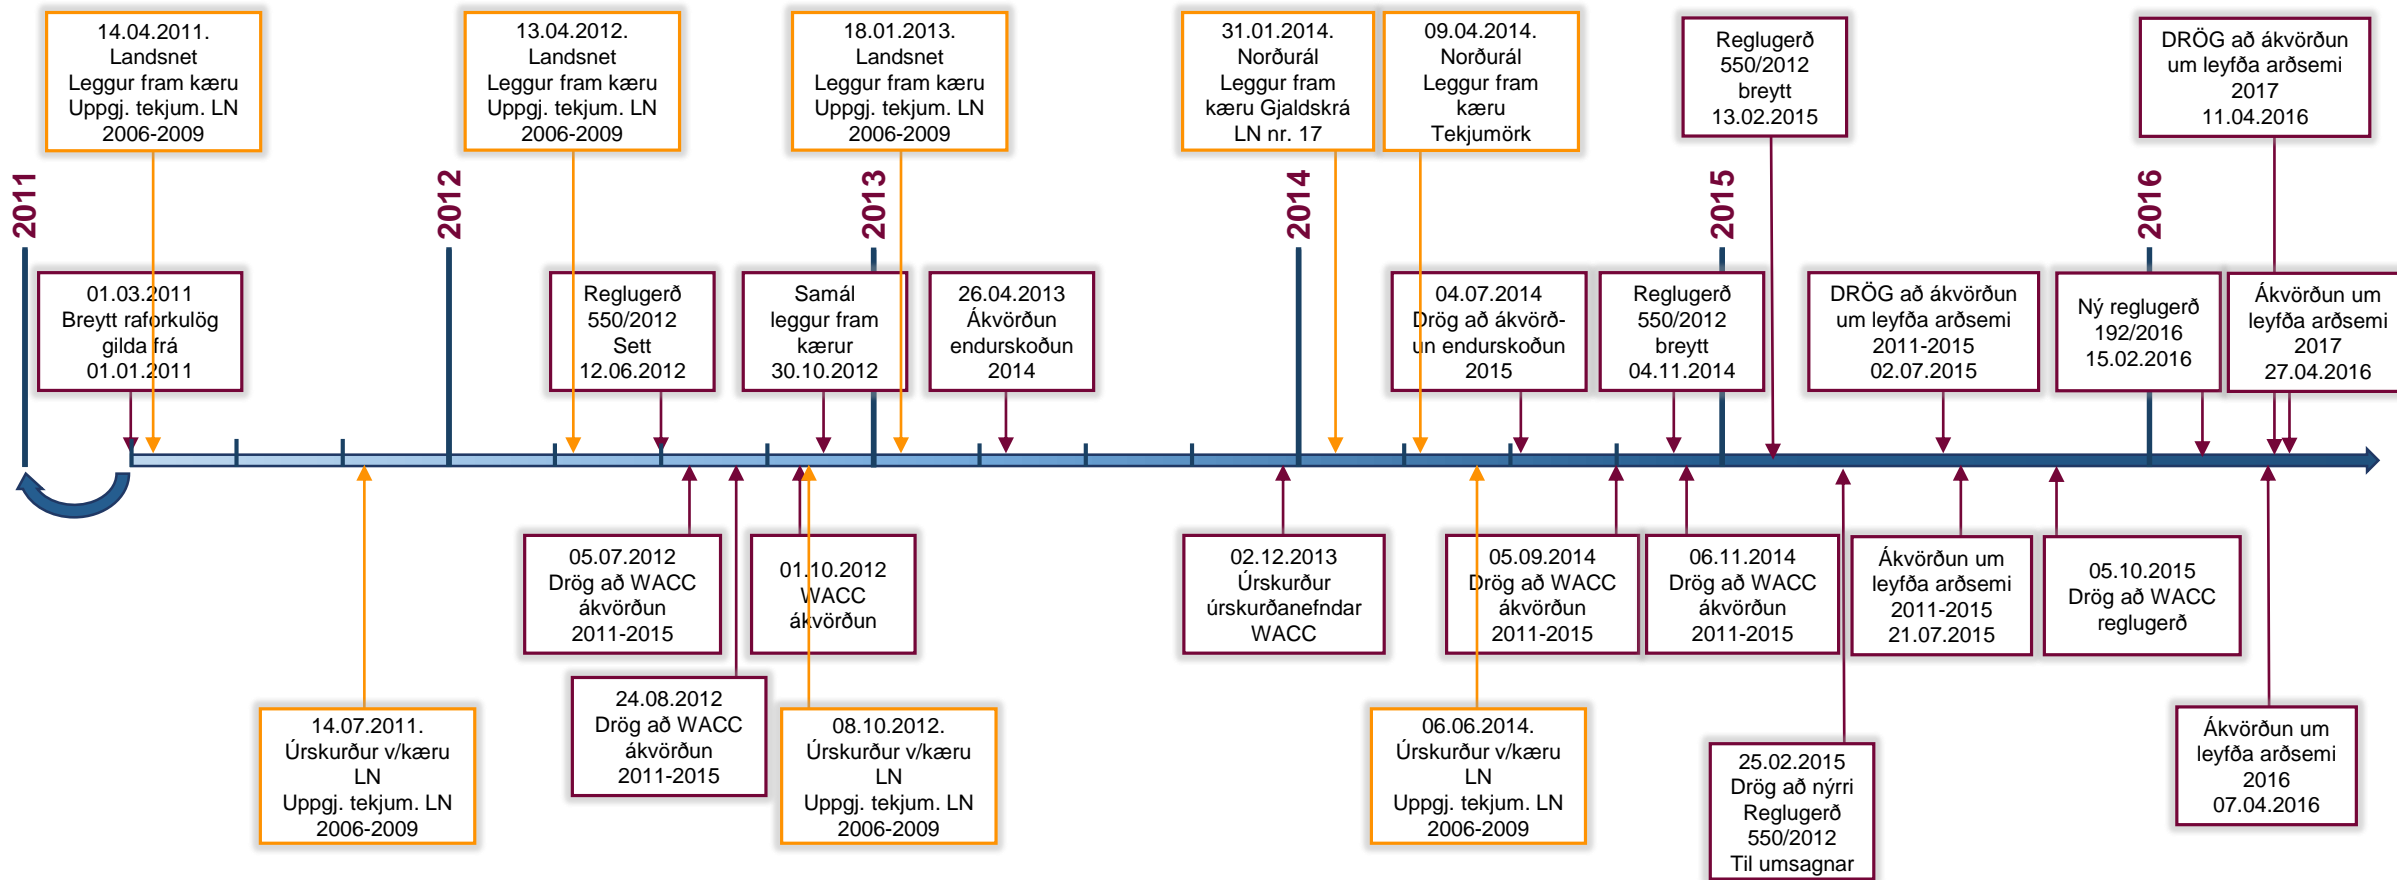 14.04.2011.
Landsnet
Leggur fram kæru
Uppgj. tekjum. LN
2006-2009
13.04.2012.
Landsnet
Leggur fram kæru
Uppgj. tekjum. LN
2006-2009
18.01.2013.
Landsnet
Leggur fram kæru
Uppgj. tekjum. LN
2006-2009
31.01.2014.
Norðurál
Leggur fram
kæru Gjaldskrá
LN nr. 17
09.04.2014.
Norðurál
Leggur fram
kæru
Tekjumörk
Reglugerð
550/2012
breytt
13.02.2015
DRÖG að ákvörðun
um leyfða arðsemi
2017
11.04.2016
2011
2012
2013
2014
2015
2016
01.03.2011
Breytt raforkulög
gilda frá
01.01.2011
Reglugerð
550/2012
Sett
12.06.2012
Samál
leggur fram
kærur
30.10.2012
26.04.2013
Ákvörðun
endurskoðun
2014
04.07.2014
Drög að ákvörð-
un endurskoðun
2015
Reglugerð
550/2012
breytt
04.11.2014
DRÖG að ákvörðun
um leyfða arðsemi
2011-2015
02.07.2015
Ný reglugerð
192/2016
15.02.2016
Ákvörðun um
leyfða arðsemi
2017
27.04.2016
05.07.2012
Drög að WACC
ákvörðun
2011-2015
01.10.2012
WACC
ákvörðun
02.12.2013
Úrskurður
úrskurðanefndar
WACC
05.09.2014
Drög að WACC
ákvörðun
2011-2015
06.11.2014
Drög að WACC
ákvörðun
2011-2015
Ákvörðun um
leyfða arðsemi
2011-2015
21.07.2015
05.10.2015
Drög að WACC
reglugerð
14.07.2011.
Úrskurður v/kæru
LN
Uppgj. tekjum. LN
2006-2009
24.08.2012
Drög að WACC
ákvörðun
2011-2015
08.10.2012.
Úrskurður v/kæru
LN
Uppgj. tekjum. LN
2006-2009
06.06.2014.
Úrskurður v/kæru
LN
Uppgj. tekjum. LN
2006-2009
25.02.2015
Drög að nýrri
Reglugerð
550/2012
Til umsagnar
Ákvörðun um
leyfða arðsemi
2016
07.04.2016